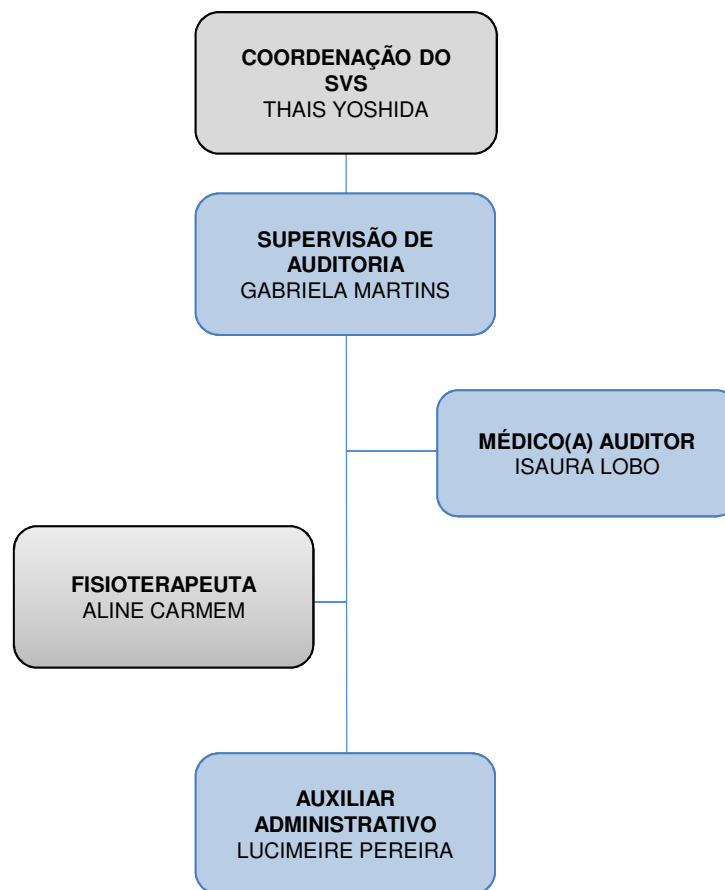 COORDENAÇÃO DO
SVS
THAIS YOSHIDA
SUPERVISÃO DE
AUDITORIA
GABRIELA MARTINS
MÉDICO(A) AUDITOR
ISAURA LOBO
FISIOTERAPEUTA
ALINE CARMEM
AUXILIAR
ADMINISTRATIVO
LUCIMEIRE PEREIRA